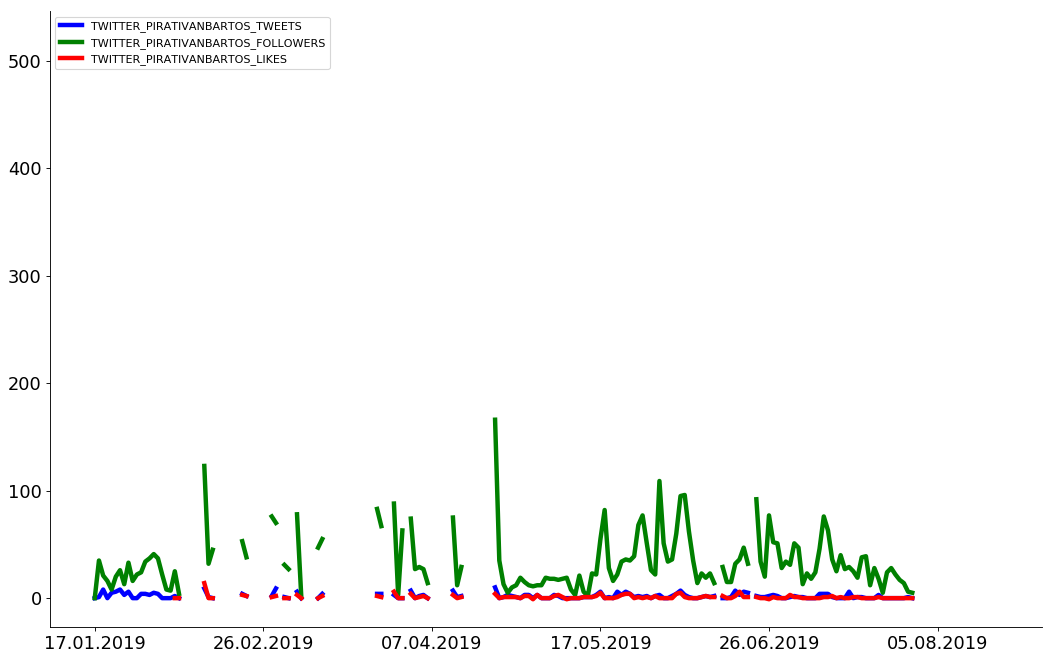 TWITTER_PIRATIVANBARTOS_TWEETS
TWITTER_PIRATIVANBARTOS_FOLLOWERS
TWITTER_PIRATIVANBARTOS_LIKES
500
400
300
200
100
0
17.01.2019 26.02.2019 07.04.2019 17.05.2019 26.06.2019 05.08.2019